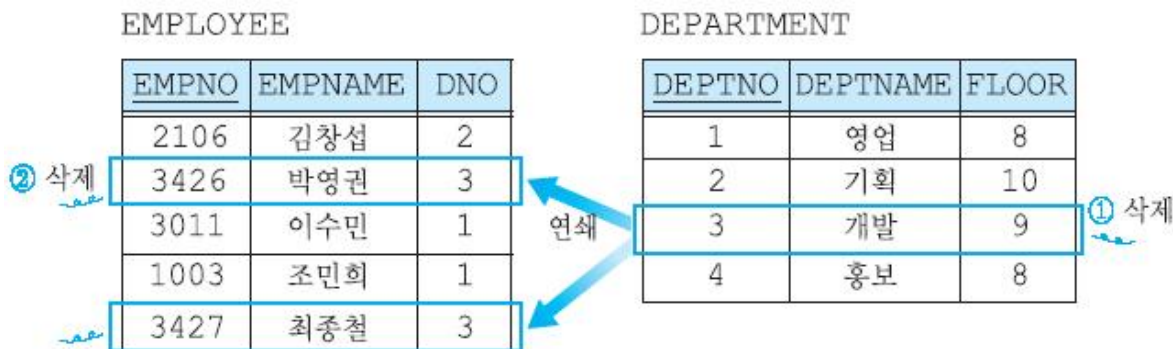 EMPLOYEE
EMPNO EMPNAME DNO
2106 김창섭 2
② 삭제 3426 박영권 3
3011 이수민 1
1003 조민희 1
3427 최종철 3
연쇄
DEPARTMENT
DEPTNO DEPTNAME FLOOR
1 영업 8
2 기획 10
3 개발 9 ① 삭제
4 홍보 8